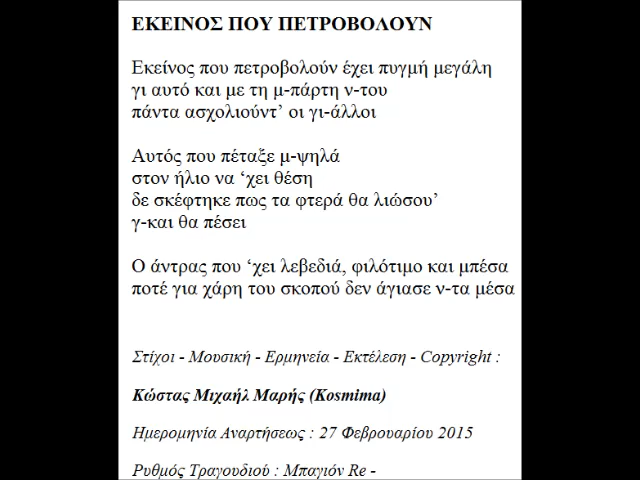 ΕΚΕΙΝΟΣ ΠΟΥ ΠΕΤΡΟΒΟΛΟΥΝ
Εκείνος που πετροβολούν έχει πυγμή μεγάλη
γι αυτό και με τη μ-πάρτη ν-του
πάντα ασχολιούντ’ οι γι-άλλοι
Αυτός που πέταξε μ-ψηλά
στον ήλιο να ‘χει θέση
δε σκέφτηκε πως τα φτερά θα λιώσου’
γ-και θα πέσει
Ο άντρας που ‘χει λεβεδιά, φιλότιμο και μπέσα
ποτέ για χάρη του σκοπού δεν άγιασε ν-τα μέσα
Στίχοι - Μουσική - Ερμηνεία - Εκτέλεση - Copyright :
Κώστας Μιχαήλ Μαρής (Kosmima)
Ημερομηνία Αναρτήσεως : 27 Φεβρουαρίου 2015
Ρυθμός Τραγουδιού : Μπαγιόν Re -